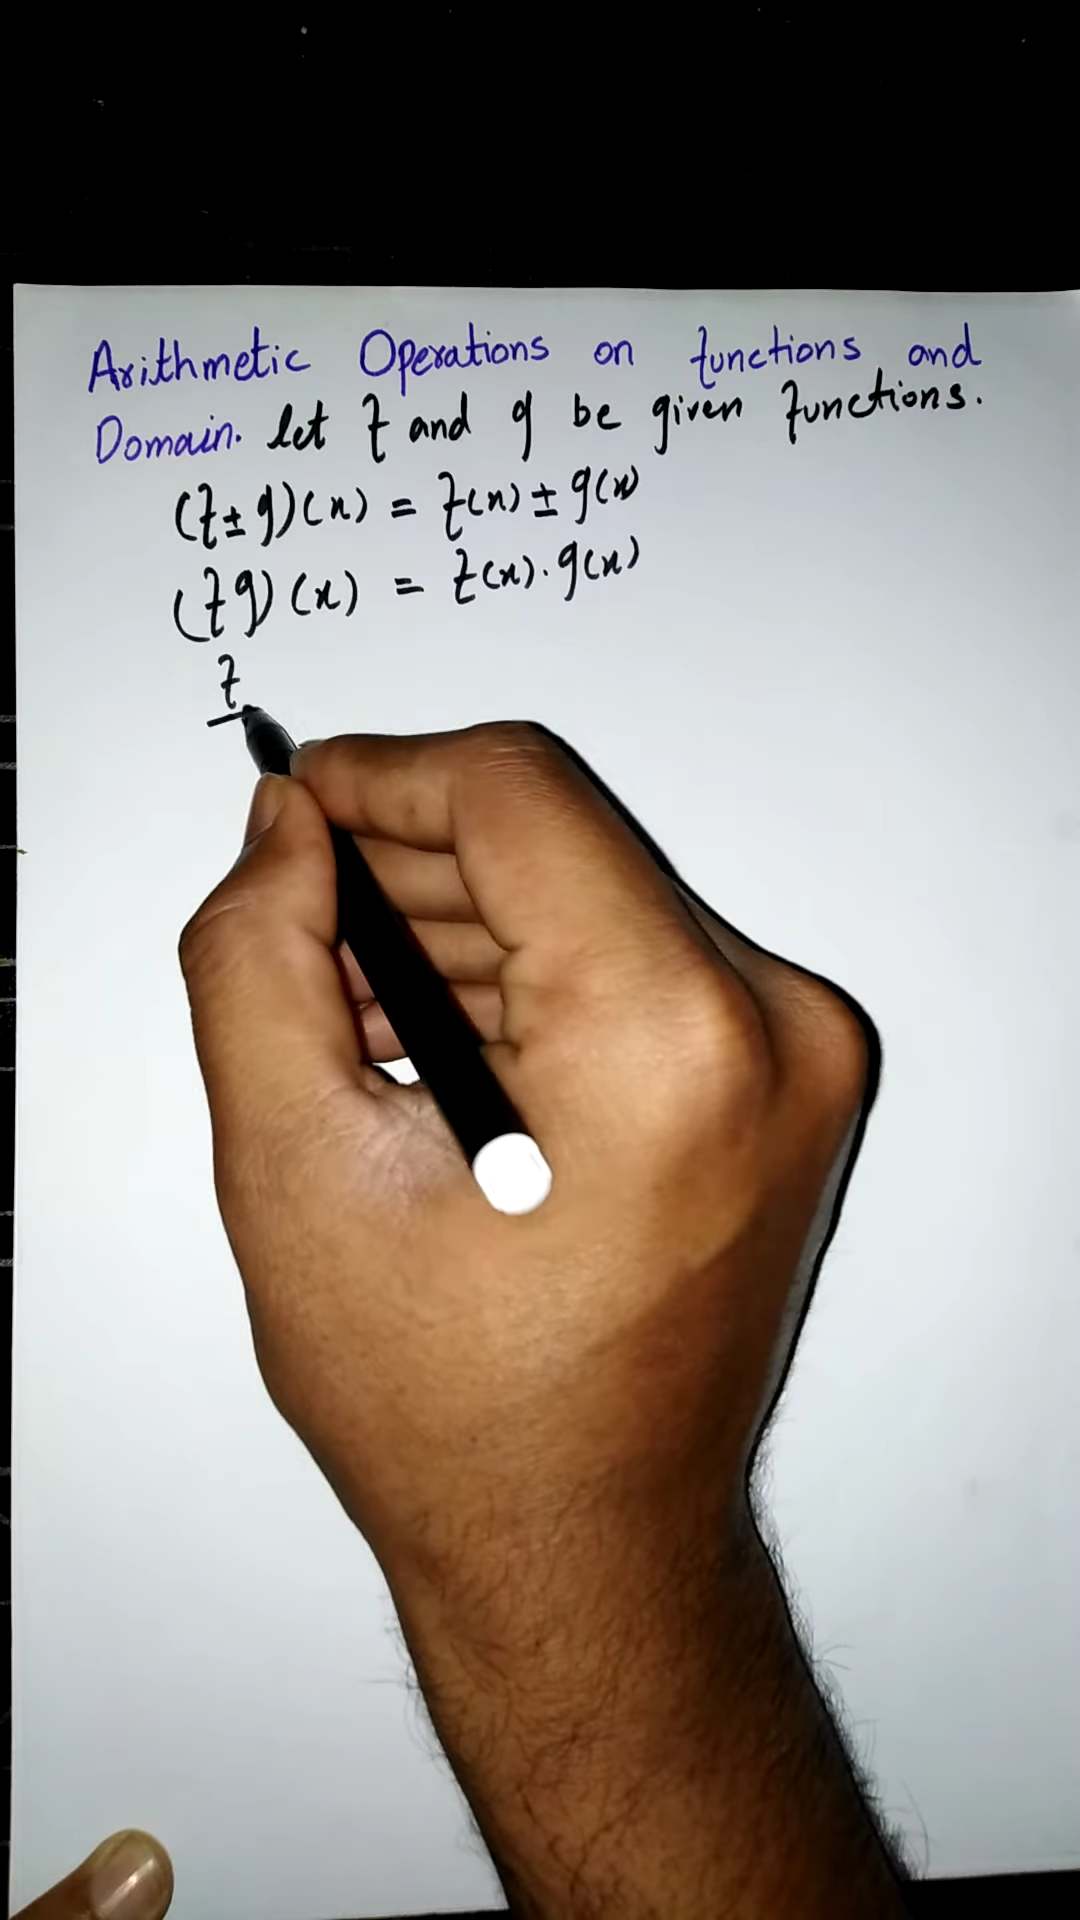 Arithmetic Operations on functions and
Domain. let f and g be given functions.
(f±g)(x) = f(x) ± g(x)
(fg)(x) = f(x).g(x)
f